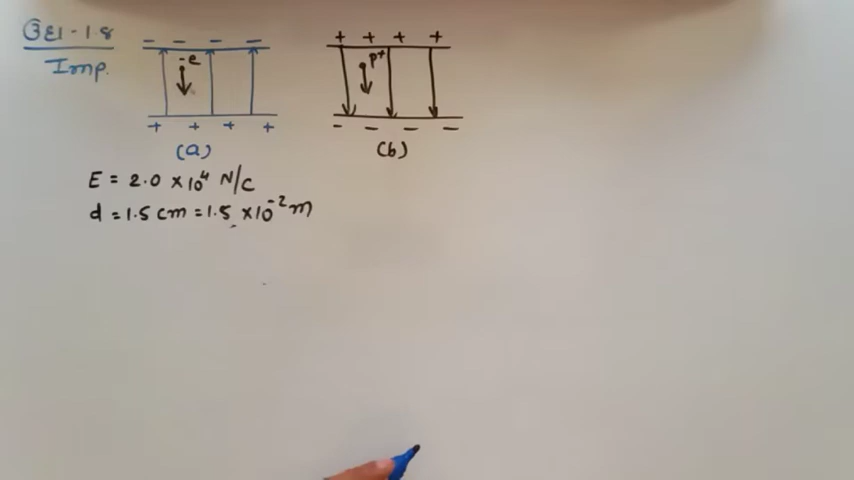 ઉદા-1.8
Imp.
- - - -
-e
+ + + +
(a)
+ + + +
p+
- - - -
(b)
E = 2.0 × 10⁴ N/C
d = 1.5 cm = 1.5 × 10⁻² m